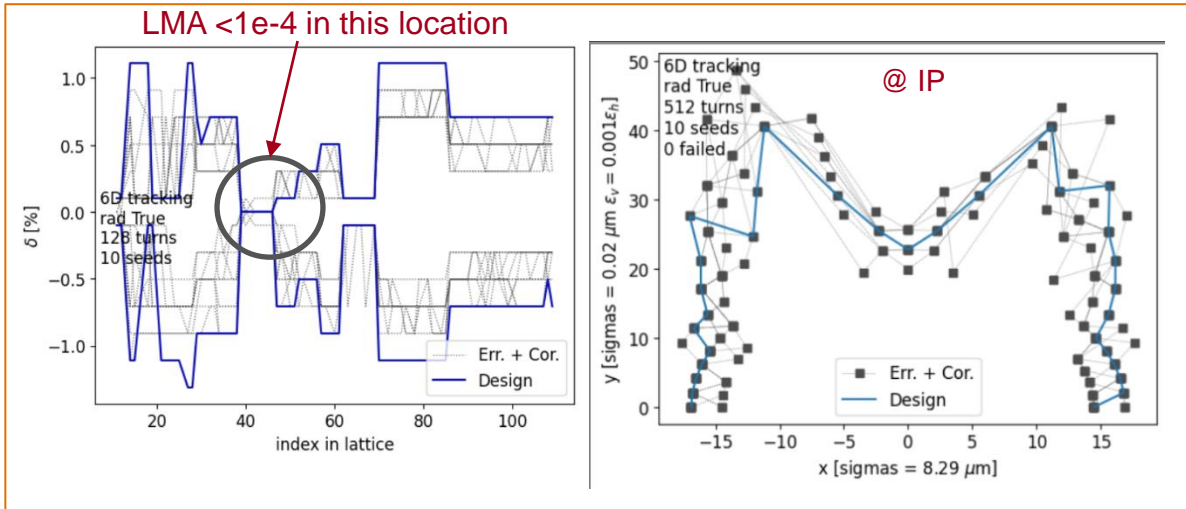 LMA <1e-4 in this location
1.0
0.5
0.0
−0.5
−1.0
δ [%]
6D tracking
rad True
128 turns
10 seeds
Err. + Cor.
Design
20
40
60
80
100
index in lattice
@ IP
50
40
30
20
10
0
y [sigmas = 0.02 μm εᵥ = 0.001εₕ]
6D tracking
rad True
512 turns
10 seeds
0 failed
Err. + Cor.
Design
−15
−10
−5
0
5
10
15
x [sigmas = 8.29 μm]